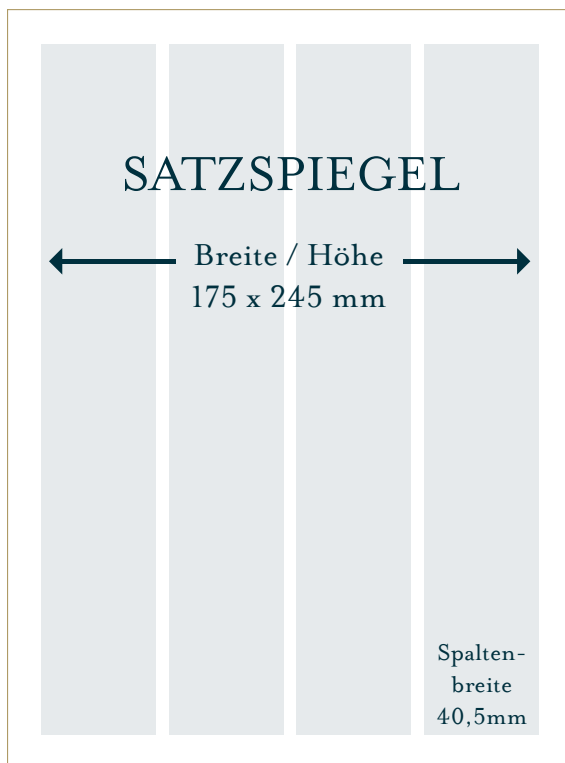 SATZSPIEGEL
Breite / Höhe
175 x 245 mm
Spalten-
breite
40,5mm